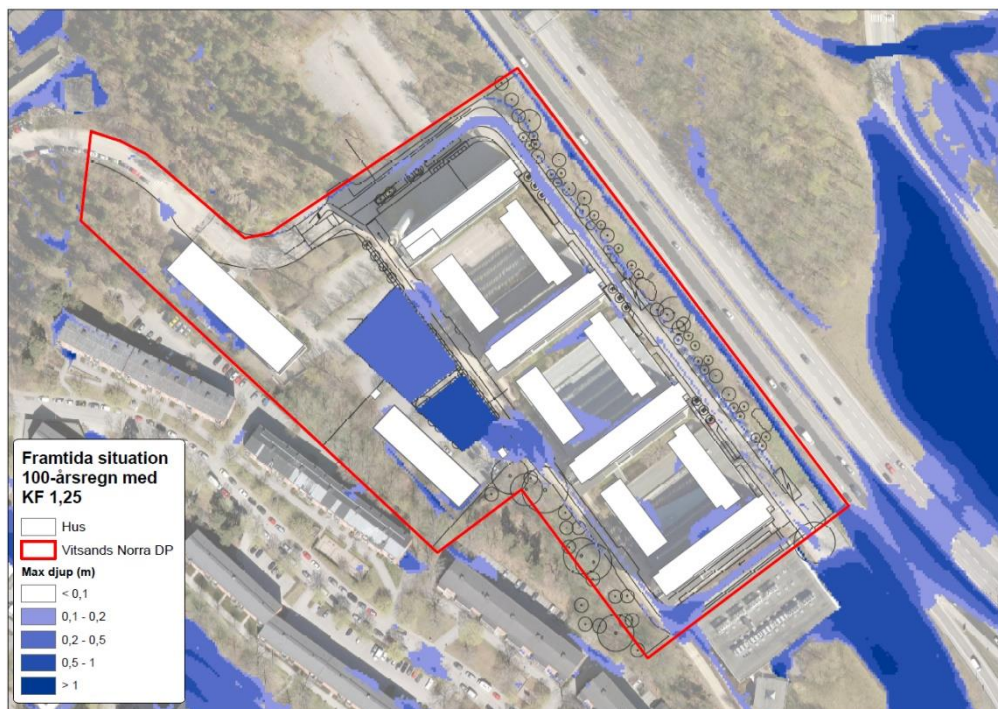 Framtida situation
100-årsregn med
KF 1,25
Hus
Vitsands Norra DP
Max djup (m)
< 0,1
0,1 - 0,2
0,2 - 0,5
0,5 - 1
> 1